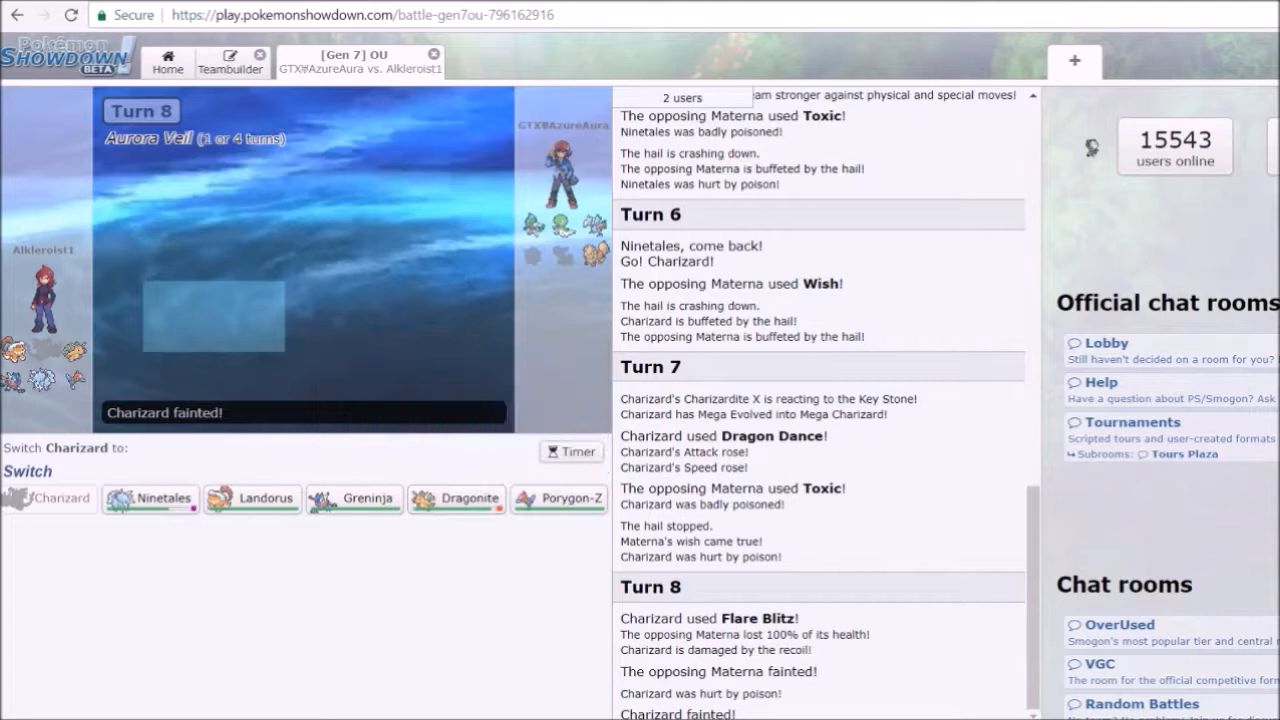 Secure https://play.pokemonshowdown.com/battle-gen7ou-796162916
Pokémon
SHOWDOWN!
BETA
Home
Teambuilder
[Gen 7] OU
GTX∀AzureAura vs. Alkleroist1
+
Turn 8
Aurora Veil (1 or 4 turns)
Alkleroist1
GTX∀AzureAura
Charizard fainted!
Switch Charizard to:
Timer
Switch
Charizard
Ninetales
Landorus
Greninja
Dragonite
Porygon-Z
2 users
eam stronger against physical and special moves!
The opposing Materna used Toxic!
Ninetales was badly poisoned!
The hail is crashing down.
The opposing Materna is buffeted by the hail!
Ninetales was hurt by poison!
Turn 6
Ninetales, come back!
Go! Charizard!
The opposing Materna used Wish!
The hail is crashing down.
Charizard is buffeted by the hail!
The opposing Materna is buffeted by the hail!
Turn 7
Charizard's Charizardite X is reacting to the Key Stone!
Charizard has Mega Evolved into Mega Charizard!
Charizard used Dragon Dance!
Charizard's Attack rose!
Charizard's Speed rose!
The opposing Materna used Toxic!
Charizard was badly poisoned!
The hail stopped.
Materna's wish came true!
Charizard was hurt by poison!
Turn 8
Charizard used Flare Blitz!
The opposing Materna lost 100% of its health!
Charizard is damaged by the recoil!
The opposing Materna fainted!
Charizard was hurt by poison!
Charizard fainted!
15543
users online
Official chat rooms
Lobby
Still haven't decided on a room for you?
Help
Have a question about PS/Smogon? Ask
Tournaments
Scripted tours and user-created formats
Subrooms: Tours Plaza
Chat rooms
OverUsed
Smogon's most popular tier and central
VGC
The room for the official competitive for
Random Battles